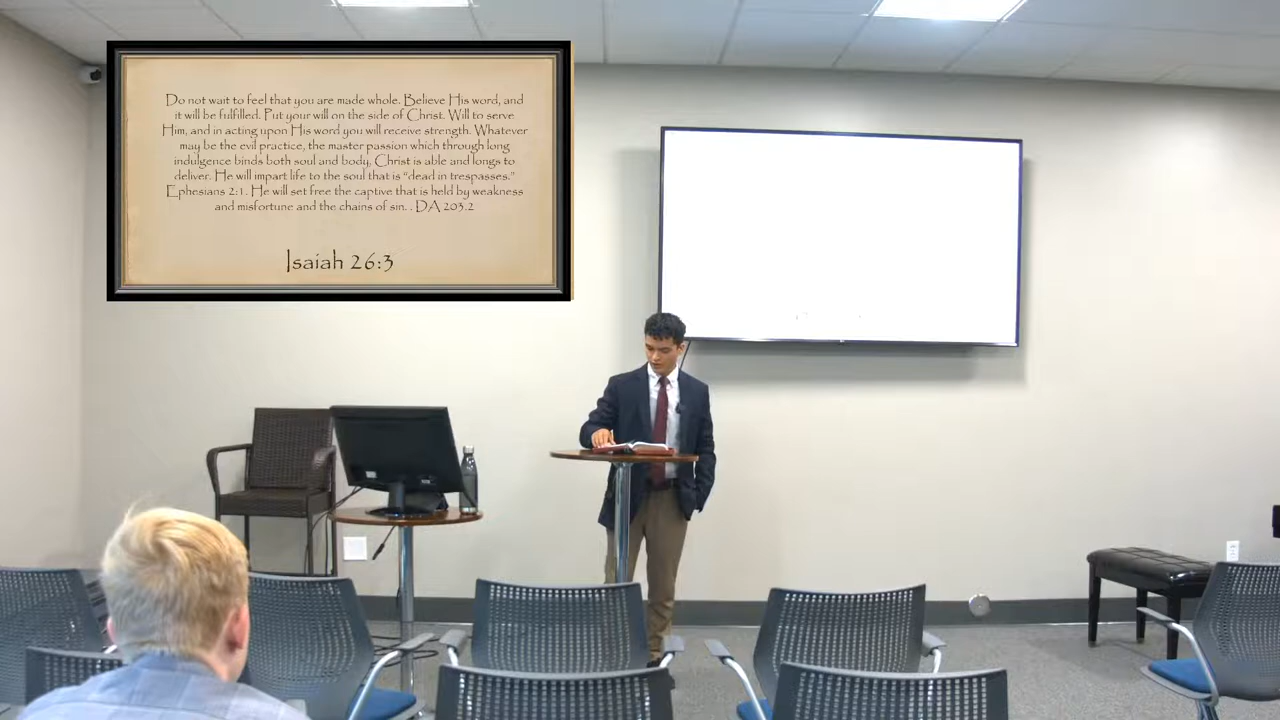 Do not wait to feel that you are made whole. Believe His word, and
it will be fulfilled. Put your will on the side of Christ. Will to serve
Him, and in acting upon His word you will receive strength. Whatever
may be the evil practice, the master passion which through long
indulgence binds both soul and body, Christ is able and longs to
deliver. He will impart life to the soul that is “dead in trespasses.”
Ephesians 2:1. He will set free the captive that is held by weakness
and misfortune and the chains of sin. . DA 203.2
Isaiah 26:3